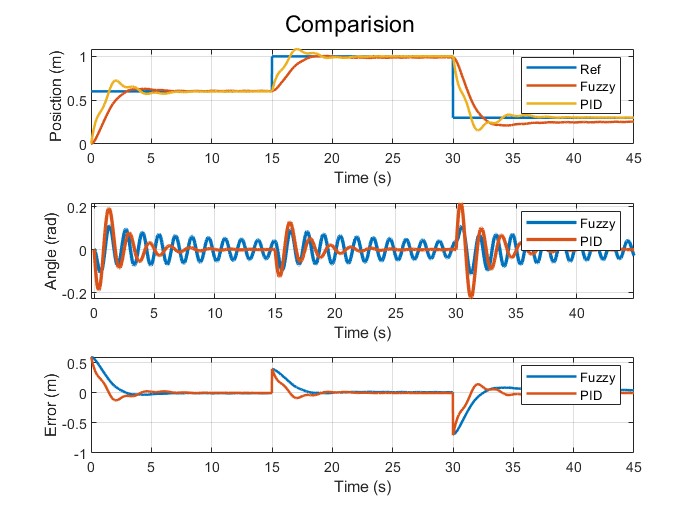 Comparision
Posiction (m)
1
0.5
0
Ref
Fuzzy
PID
0 5 10 15 20 25 30 35 40 45
Time (s)
Angle (rad)
0.2
0
-0.2
Fuzzy
PID
0 5 10 15 20 25 30 35 40
Time (s)
Error (m)
0.5
0
-0.5
-1
Fuzzy
PID
0 5 10 15 20 25 30 35 40 45
Time (s)